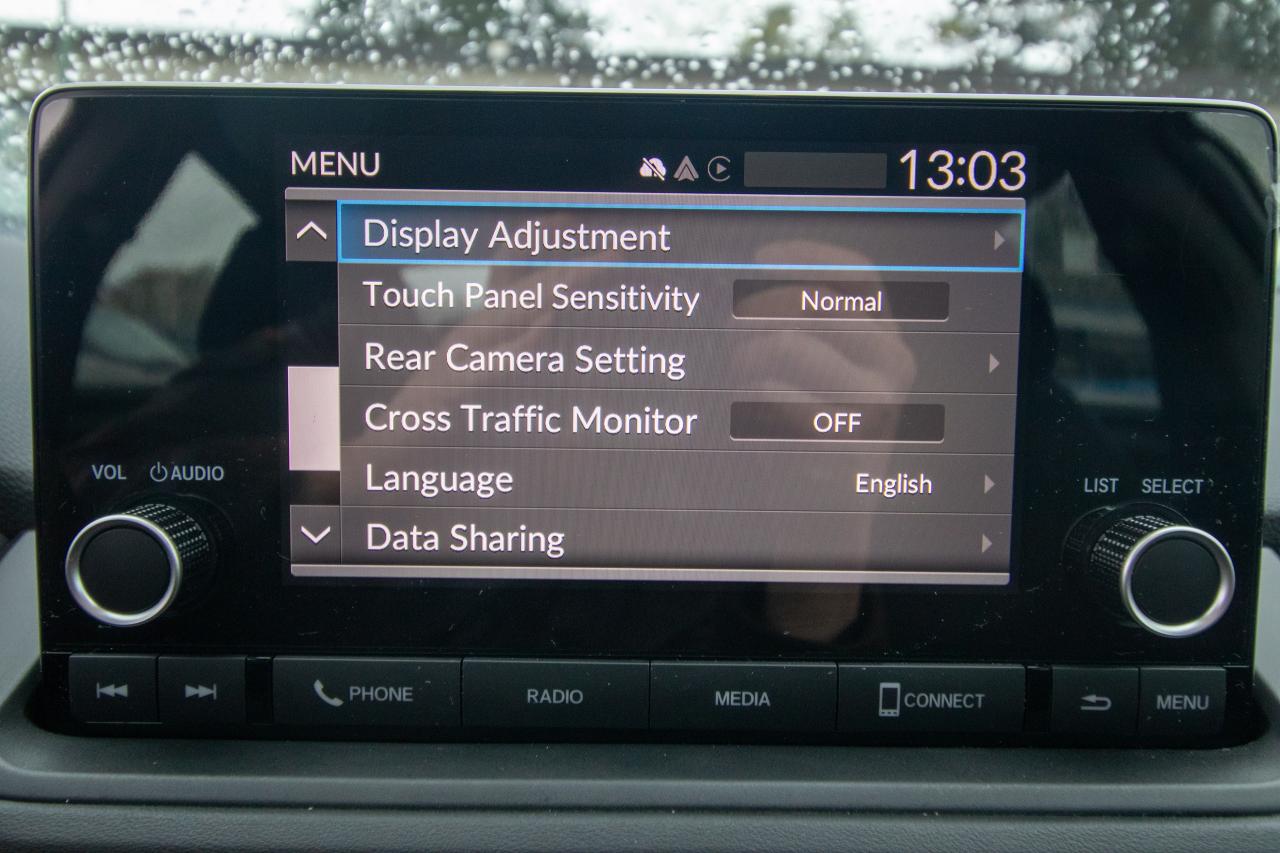 MENU 13:03
Display Adjustment
Touch Panel Sensitivity Normal
Rear Camera Setting
Cross Traffic Monitor OFF
Language English
Data Sharing
VOL AUDIO
LIST SELECT
PHONE RADIO MEDIA CONNECT MENU